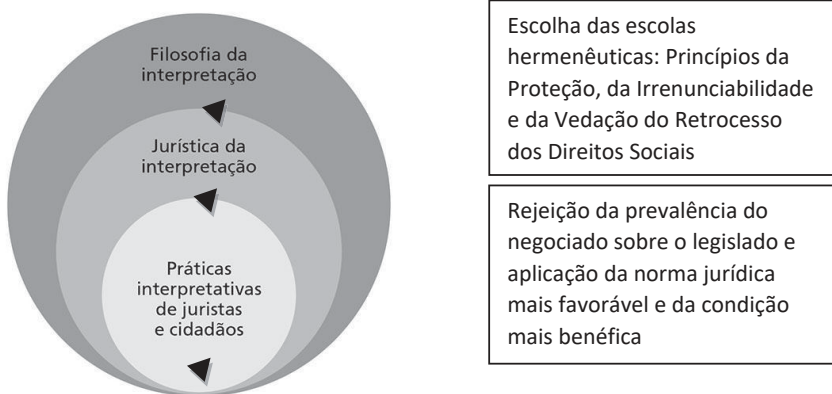 Filosofia da
interpretação
Jurística da
interpretação
Práticas
interpretativas
de juristas
e cidadãos
Escolha das escolas
hermenêuticas: Princípios da
Proteção, da Irrenunciabilidade
e da Vedação do Retrocesso
dos Direitos Sociais
Rejeição da prevalência do
negociado sobre o legislado e
aplicação da norma jurídica
mais favorável e da condição
mais benéfica